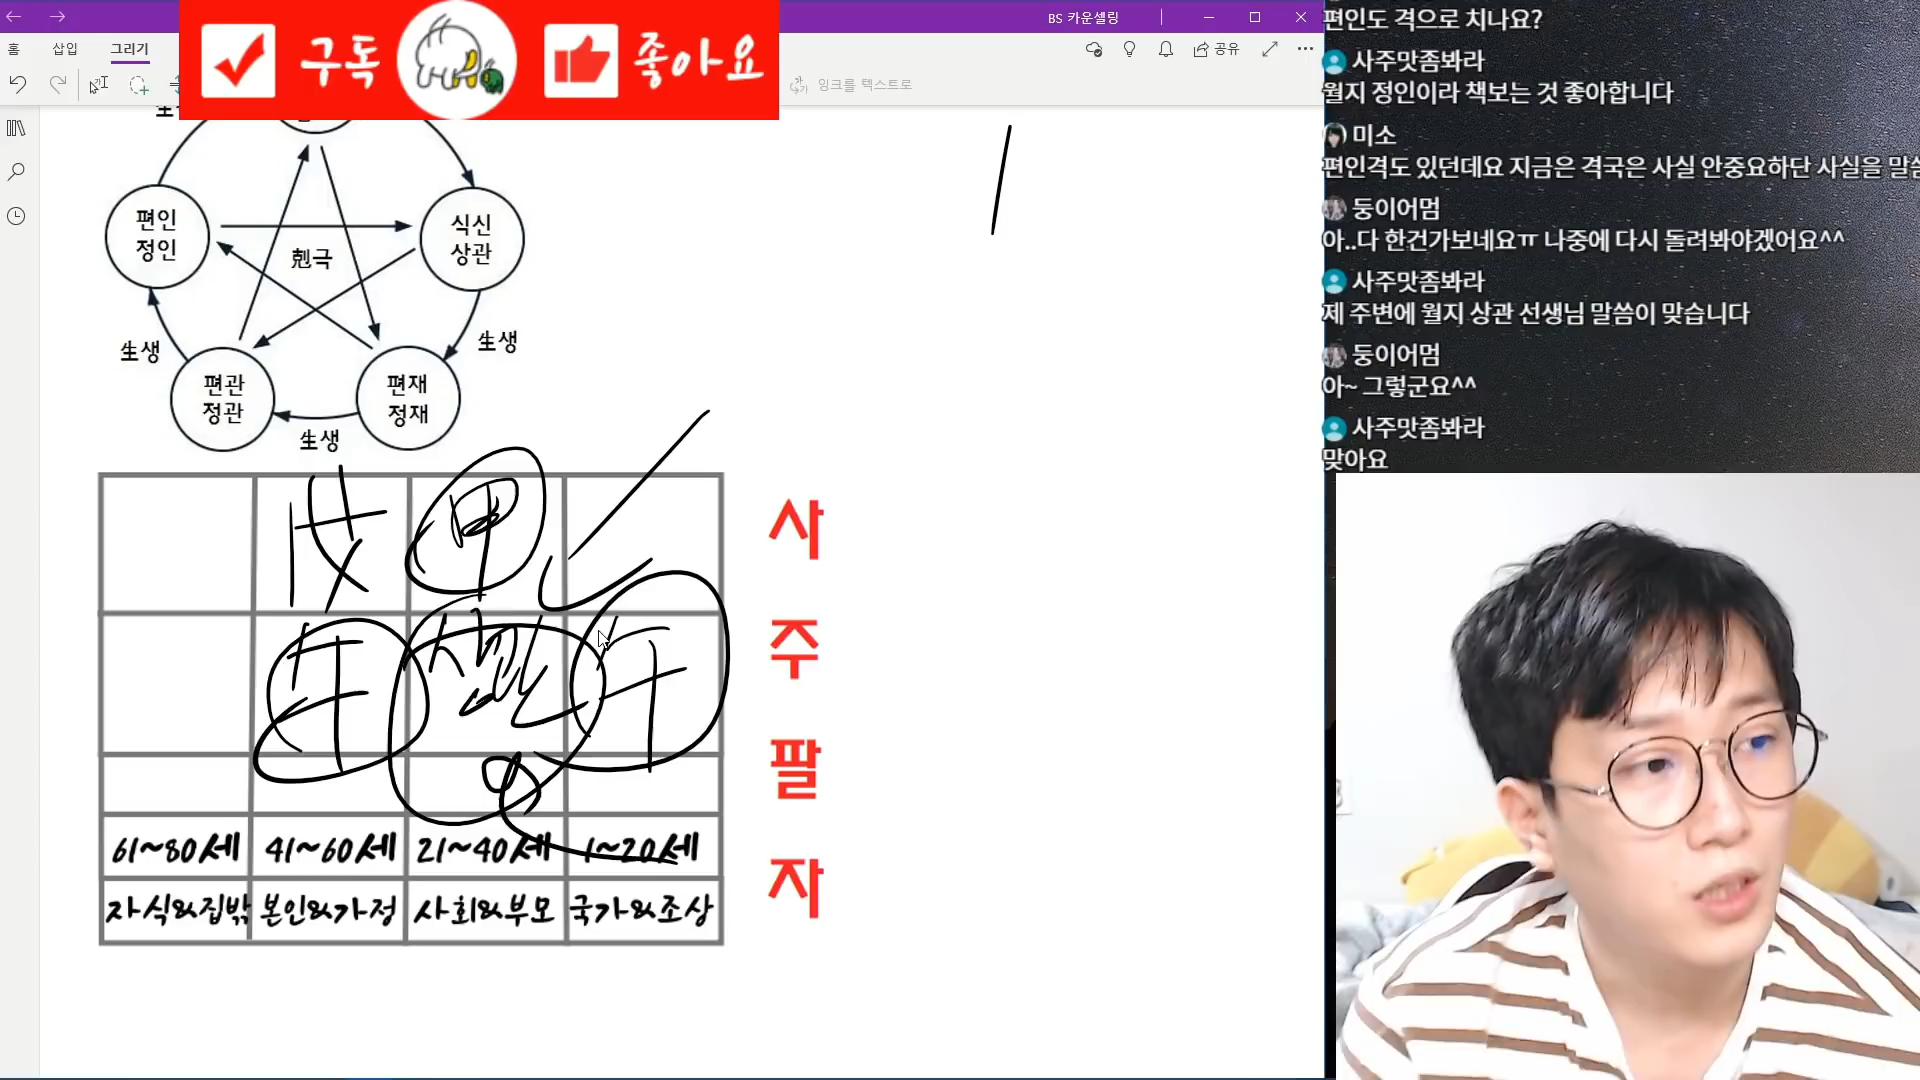 BS 카운셀링
홈 삽입 그리기
공유
잉크를 텍스트로
구독 좋아요
生
편인
정인
식신
상관
剋극
生생
生생
편관
정관
편재
정재
生생
甲
상관
午
午
61~80세 41~60세 21~40세 1~20세
자식&집밖 본인&가정 사회&부모 국가&조상
사
주
팔
자
편인도 격으로 치나요?
사주맛좀봐라
월지 정인이라 책보는 것 좋아합니다
미소
편인격도 있던데요 지금은 격국은 사실 안중요하단 사실을 말씀
둥이어멈
아..다 한건가보네요ㅠ 나중에 다시 돌려봐야겠어요^^
사주맛좀봐라
제 주변에 월지 상관 선생님 말씀이 맞습니다
둥이어멈
아~ 그렇군요^^
사주맛좀봐라
맞아요